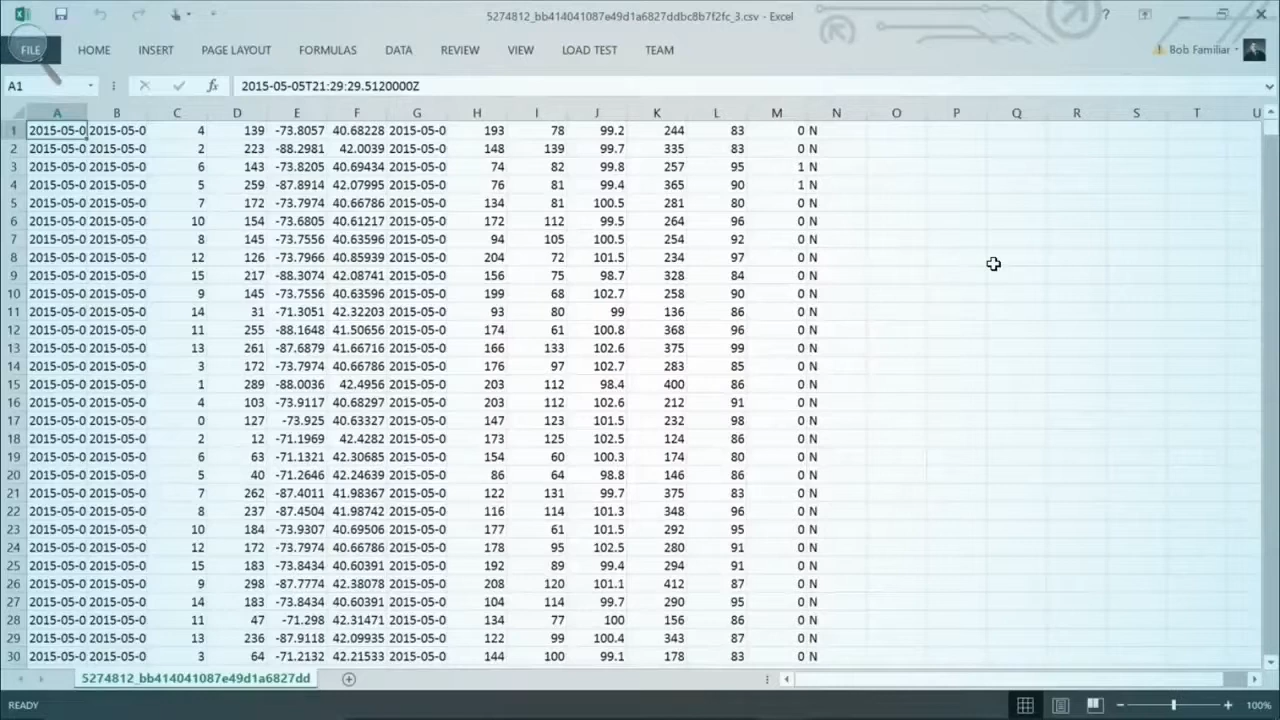 5274812_bb414041087e49d1a6827ddbc8b7f2fc_3.csv - Excel
?
FILE HOME INSERT PAGE LAYOUT FORMULAS DATA REVIEW VIEW LOAD TEST TEAM Bob Familiar
A1 fx 2015-05-05T21:29:29.5120000Z
A B C D E F G H I J K L M N O P Q R S T U
1 2015-05-0 2015-05-0 4 139 -73.8057 40.68228 2015-05-0 193 78 99.2 244 83 0 N
2 2015-05-0 2015-05-0 2 223 -88.2981 42.0039 2015-05-0 148 139 99.7 335 83 0 N
3 2015-05-0 2015-05-0 6 143 -73.8205 40.69434 2015-05-0 74 82 99.8 257 95 1 N
4 2015-05-0 2015-05-0 5 259 -87.8914 42.07995 2015-05-0 76 81 99.4 365 90 1 N
5 2015-05-0 2015-05-0 7 172 -73.7974 40.66786 2015-05-0 134 81 100.5 281 80 0 N
6 2015-05-0 2015-05-0 10 154 -73.6805 40.61217 2015-05-0 172 112 99.5 264 96 0 N
7 2015-05-0 2015-05-0 8 145 -73.7556 40.63596 2015-05-0 94 105 100.5 254 92 0 N
8 2015-05-0 2015-05-0 12 126 -73.7966 40.85939 2015-05-0 204 72 101.5 234 97 0 N
9 2015-05-0 2015-05-0 15 217 -88.3074 42.08741 2015-05-0 156 75 98.7 328 84 0 N
10 2015-05-0 2015-05-0 9 145 -73.7556 40.63596 2015-05-0 199 68 102.7 258 90 0 N
11 2015-05-0 2015-05-0 14 31 -71.3051 42.32203 2015-05-0 93 80 99 136 86 0 N
12 2015-05-0 2015-05-0 11 255 -88.1648 41.50656 2015-05-0 174 61 100.8 368 96 0 N
13 2015-05-0 2015-05-0 13 261 -87.6879 41.66716 2015-05-0 166 133 102.6 375 99 0 N
14 2015-05-0 2015-05-0 3 172 -73.7974 40.66786 2015-05-0 176 97 102.7 283 85 0 N
15 2015-05-0 2015-05-0 1 289 -88.0036 42.4956 2015-05-0 203 112 98.4 400 86 0 N
16 2015-05-0 2015-05-0 4 103 -73.9117 40.68297 2015-05-0 203 112 102.6 212 91 0 N
17 2015-05-0 2015-05-0 0 127 -73.925 40.63327 2015-05-0 147 123 101.5 232 98 0 N
18 2015-05-0 2015-05-0 2 12 -71.1969 42.4282 2015-05-0 173 125 102.5 124 86 0 N
19 2015-05-0 2015-05-0 6 63 -71.1321 42.30685 2015-05-0 154 60 100.3 174 80 0 N
20 2015-05-0 2015-05-0 5 40 -71.2646 42.24639 2015-05-0 86 64 98.8 146 86 0 N
21 2015-05-0 2015-05-0 7 262 -87.4011 41.98367 2015-05-0 122 131 99.7 375 83 0 N
22 2015-05-0 2015-05-0 8 237 -87.4504 41.98742 2015-05-0 116 114 101.3 348 96 0 N
23 2015-05-0 2015-05-0 10 184 -73.9307 40.69506 2015-05-0 177 61 101.5 292 95 0 N
24 2015-05-0 2015-05-0 12 172 -73.7974 40.66786 2015-05-0 178 95 102.5 280 91 0 N
25 2015-05-0 2015-05-0 15 183 -73.8434 40.60391 2015-05-0 192 89 99.4 294 91 0 N
26 2015-05-0 2015-05-0 9 298 -87.7774 42.38078 2015-05-0 208 120 101.1 412 87 0 N
27 2015-05-0 2015-05-0 14 183 -73.8434 40.60391 2015-05-0 104 114 99.7 290 95 0 N
28 2015-05-0 2015-05-0 11 47 -71.298 42.31471 2015-05-0 134 77 100 156 86 0 N
29 2015-05-0 2015-05-0 13 236 -87.9118 42.09935 2015-05-0 122 99 100.4 343 87 0 N
30 2015-05-0 2015-05-0 3 64 -71.2132 42.21533 2015-05-0 144 100 99.1 178 83 0 N
5274812_bb414041087e49d1a6827dd
READY 100%